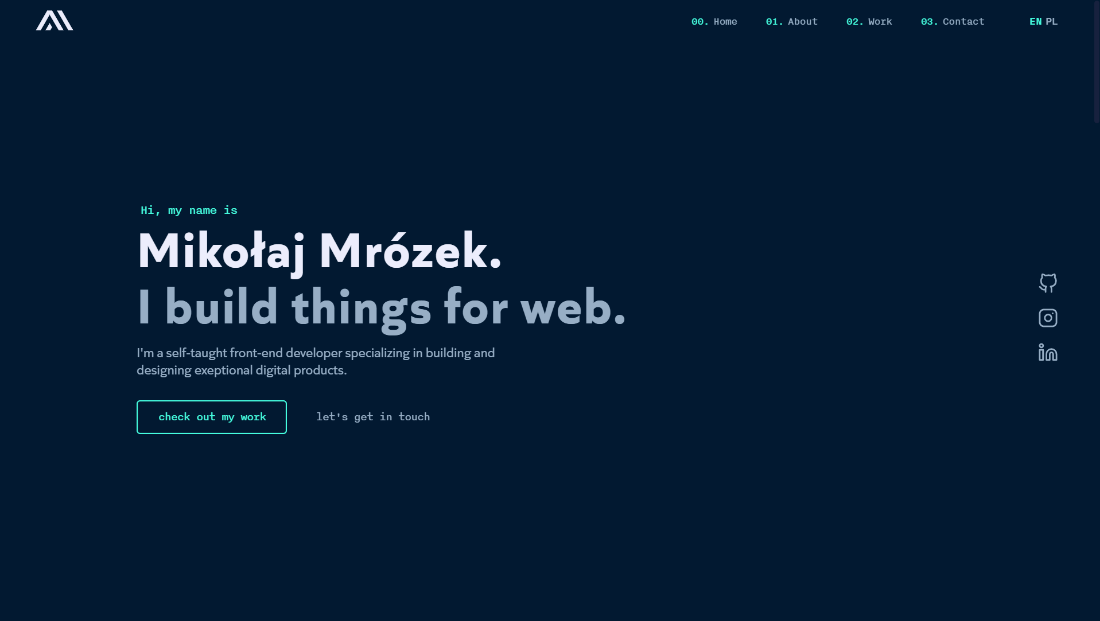 00. Home 01. About 02. Work 03. Contact EN PL
Hi, my name is
Mikołaj Mrózek.
I build things for web.
I'm a self-taught front-end developer specializing in building and
designing exeptional digital products.
check out my work let's get in touch